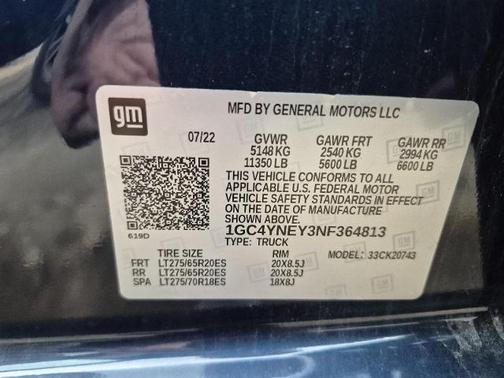 gm
MFD BY GENERAL MOTORS LLC
07/22 GVWR GAWR FRT GAWR RR
5148 KG 2540 KG 2994 KG
11350 LB 5600 LB 6600 LB
THIS VEHICLE CONFORMS TO ALL
APPLICABLE U.S. FEDERAL MOTOR
VEHICLE SAFETY STANDARDS IN EFFECT
ON THE DATE OF MANUFACTURE
SHOWN ABOVE.
619D
1GC4YNEY3NF364813
TYPE: TRUCK
TIRE SIZE RIM MODEL: 33CK20743
FRT LT275/65R20ES 20X8.5J
RR LT275/65R20ES 20X8.5J
SPA LT275/70R18ES 18X8J